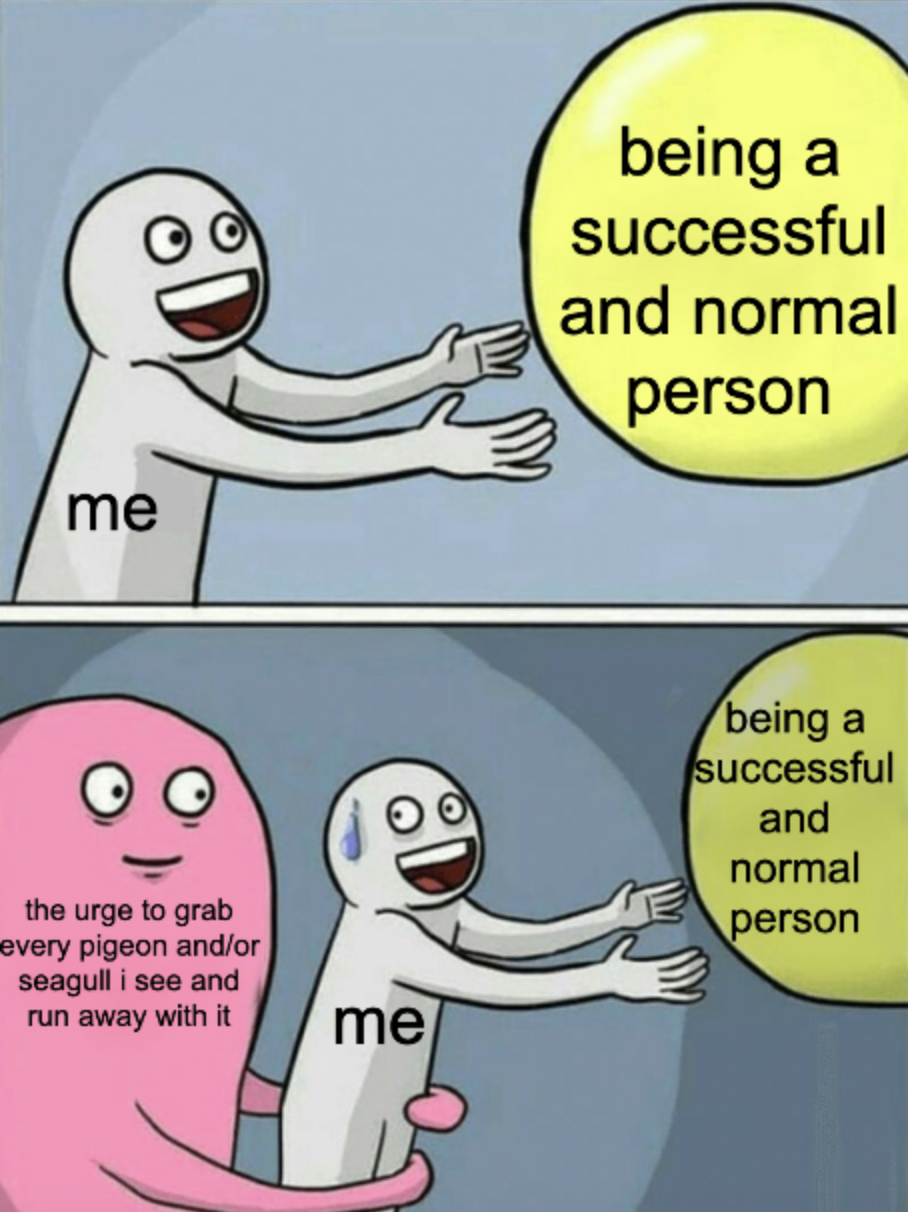 being a
successful
and normal
person
me
being a
successful
and
normal
person
the urge to grab
every pigeon and/or
seagull i see and
run away with it
me